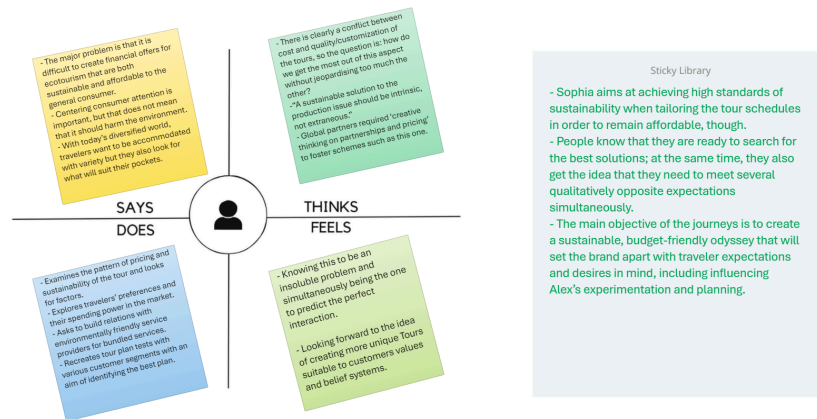 - The major problem is that it is
difficult to create financial offers for
ecotourism that are both
sustainable and affordable to the
general consumer.
- Centering consumer attention is
important, but that does not mean
that it should harm the environment.
- With today's diversified world,
travelers want to be accommodated
with variety but they also look for
what will suit their pockets.
- There is clearly a conflict between
cost and quality/customization of
the tours, so the question is: how do
we get the most out of this aspect
without jeopardising too much the
other?
-"A sustainable solution to the
production issue should be intrinsic,
not extraneous."
- Global partners required 'creative
thinking on partnerships and pricing'
to foster schemes such as this one.
SAYS
THINKS
DOES
FEELS
- Examines the pattern of pricing and
sustainability of the tour and looks
for factors.
- Explores travelers' preferences and
their spending power in the market.
- Asks to build relations with
environmentally friendly service
providers for bundled services.
- Recreates tour plan tests with
various customer segments with an
aim of identifying the best plan.
- Knowing this to be an
insoluble problem and
simultaneously being the one
to predict the perfect
interaction.
- Looking forward to the idea
of creating more unique Tours
suitable to customers values
and belief systems.
Sticky Library
- Sophia aims at achieving high standards of
sustainability when tailoring the tour schedules
in order to remain affordable, though.
- People know that they are ready to search for
the best solutions; at the same time, they also
get the idea that they need to meet several
qualitatively opposite expectations
simultaneously.
- The main objective of the journeys is to create
a sustainable, budget-friendly odyssey that will
set the brand apart with traveler expectations
and desires in mind, including influencing
Alex's experimentation and planning.